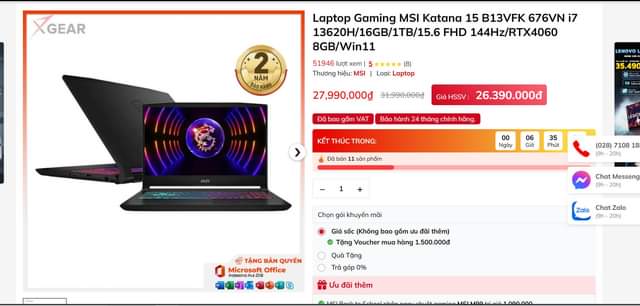 XGEAR
2
NĂM
BẢO HÀNH
TẶNG BẢN QUYỀN
Microsoft Office
Laptop Gaming MSI Katana 15 B13VFK 676VN i7
13620H/16GB/1TB/15.6 FHD 144Hz/RTX4060
8GB/Win11
51946 lượt xem | 5 (8)
Thương hiệu: MSI | Loại: Laptop
27,990,000₫ 31,990,000₫ Giá HSSV : 26.390.000đ
Đã bao gồm VAT Bảo hành 24 tháng chính hãng.
KẾT THÚC TRONG:
00 06 35
Ngày Giờ Phút
Đã bán 11 sản phẩm
− 1 +
Chọn gói khuyến mãi
Giá sốc (Không bao gồm ưu đãi thêm)
Tặng Voucher mua hàng 1.500.000đ
Quà Tặng
Trả góp 0%
Ưu đãi thêm
LENOVO L
35.490
(028) 7108 188
(9h - 20h)
Chat Messeng
(9h - 20h)
Chat Zalo
(9h - 20h)